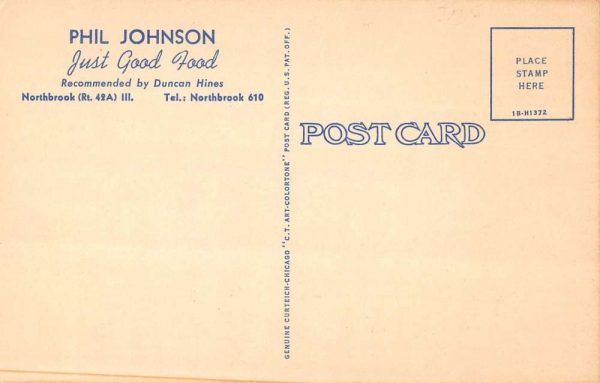 PHIL JOHNSON
Just Good Food
Recommended by Duncan Hines
Northbrook (Rt. 42A) Ill. Tel.: Northbrook 610
GENUINE CURTEICH-CHICAGO "C.T. ART-COLORTONE" POST CARD (REG. U.S. PAT. OFF.)
POST CARD
PLACE
STAMP
HERE
1B-H1372